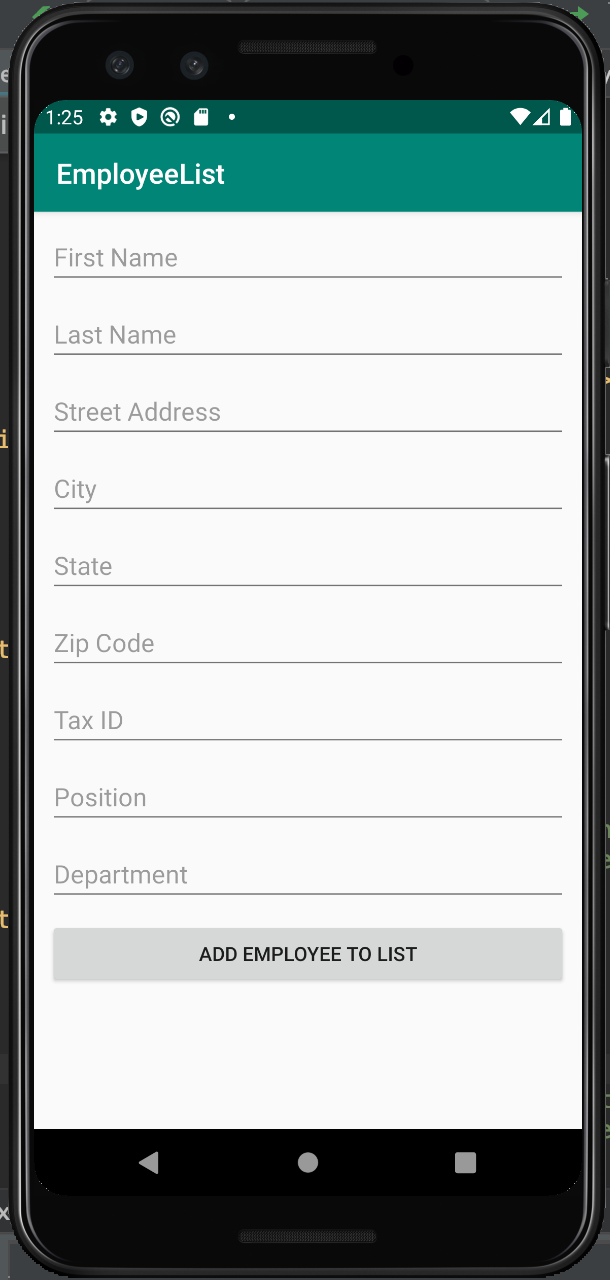 1:25
EmployeeList
First Name
Last Name
Street Address
City
State
Zip Code
Tax ID
Position
Department
ADD EMPLOYEE TO LIST